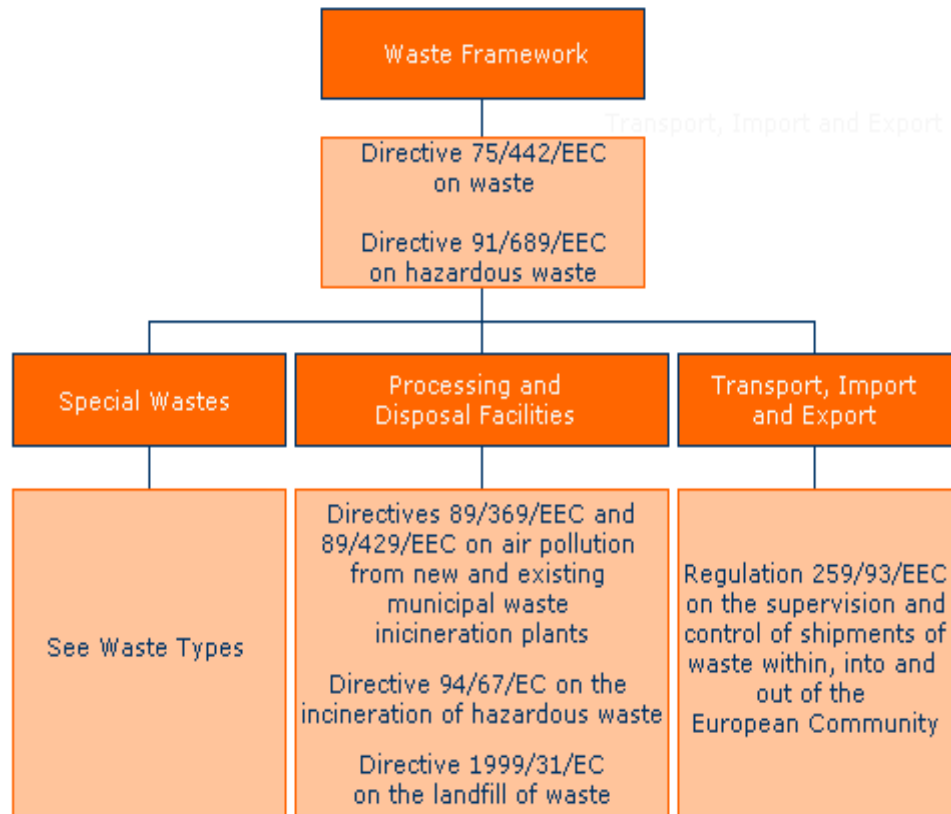 Waste Framework
Transport, Import and Export
Directive 75/442/EEC
on waste
Directive 91/689/EEC
on hazardous waste
Special Wastes
Processing and
Disposal Facilities
Transport, Import
and Export
See Waste Types
Directives 89/369/EEC and
89/429/EEC on air pollution
from new and existing
municipal waste
inicineration plants
Directive 94/67/EC on the
incineration of hazardous waste
Directive 1999/31/EC
on the landfill of waste
Regulation 259/93/EEC
on the supervision and
control of shipments of
waste within, into and
out of the
European Community